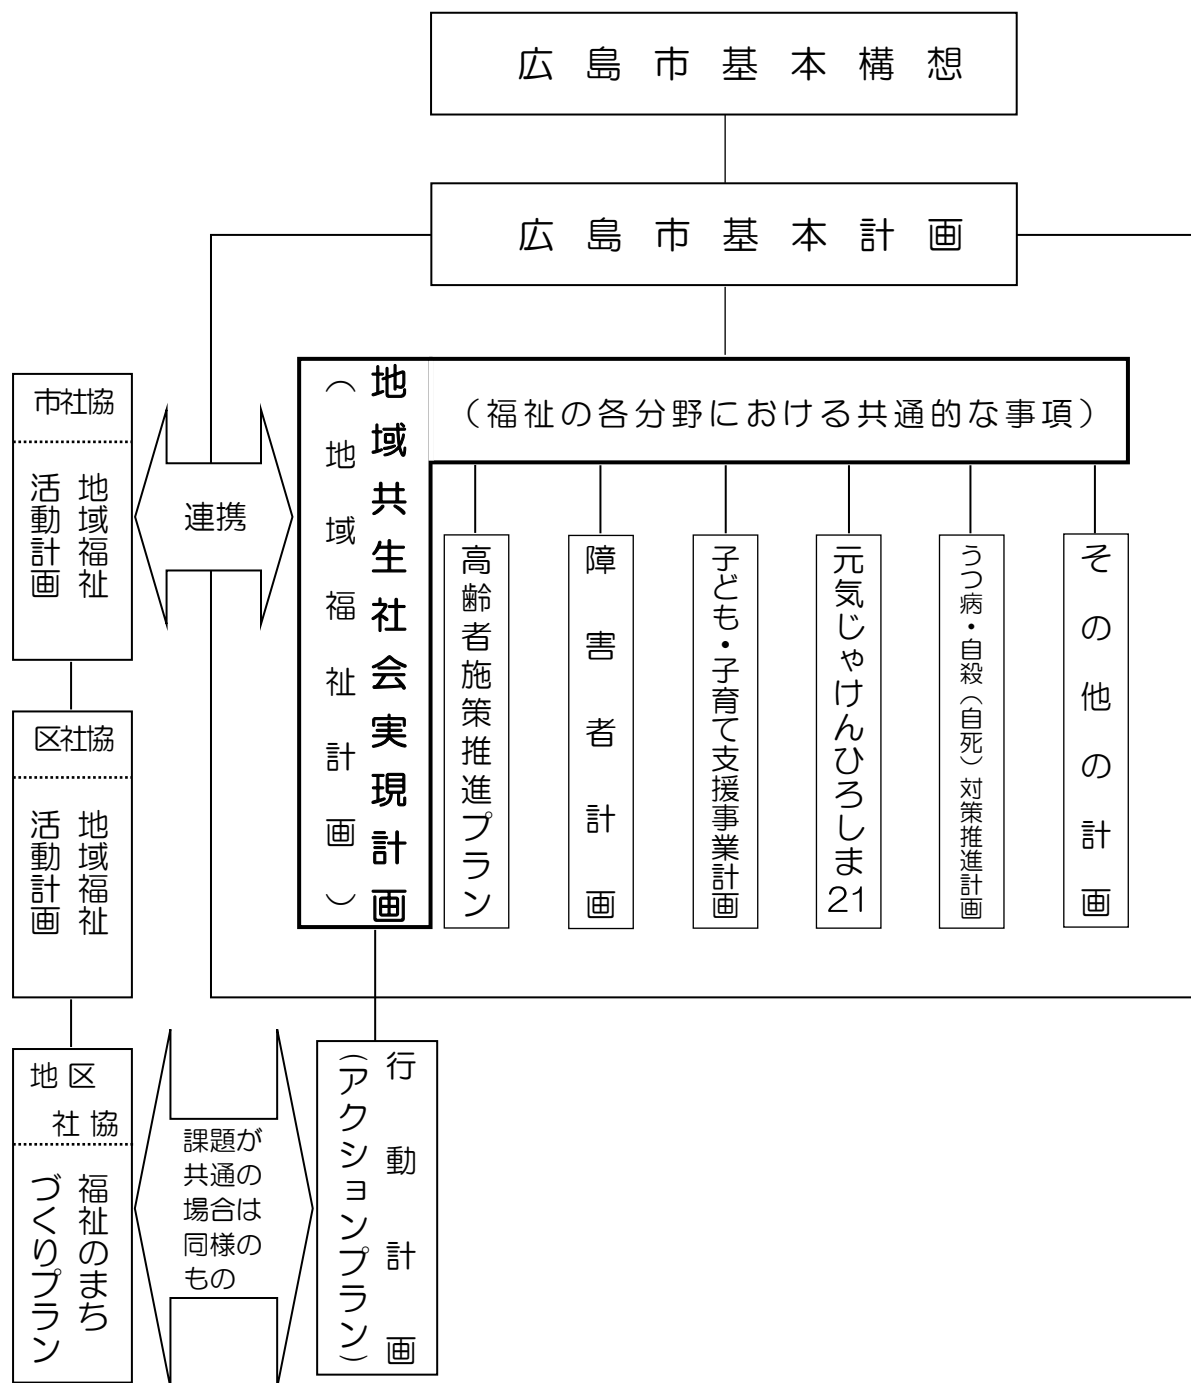 広島市基本構想
広島市基本計画
地域共生社会実現計画
（地域福祉計画）
（福祉の各分野における共通的な事項）
高齢者施策推進プラン
障害者計画
子ども・子育て支援事業計画
元気じゃけんひろしま21
うつ病・自殺（自死）対策推進計画
その他の計画
市社協
地域福祉
活動計画
連携
区社協
地域福祉
活動計画
地区
社協
福祉のまち
づくりプラン
課題が
共通の
場合は
同様の
もの
行動計画
（アクションプラン）